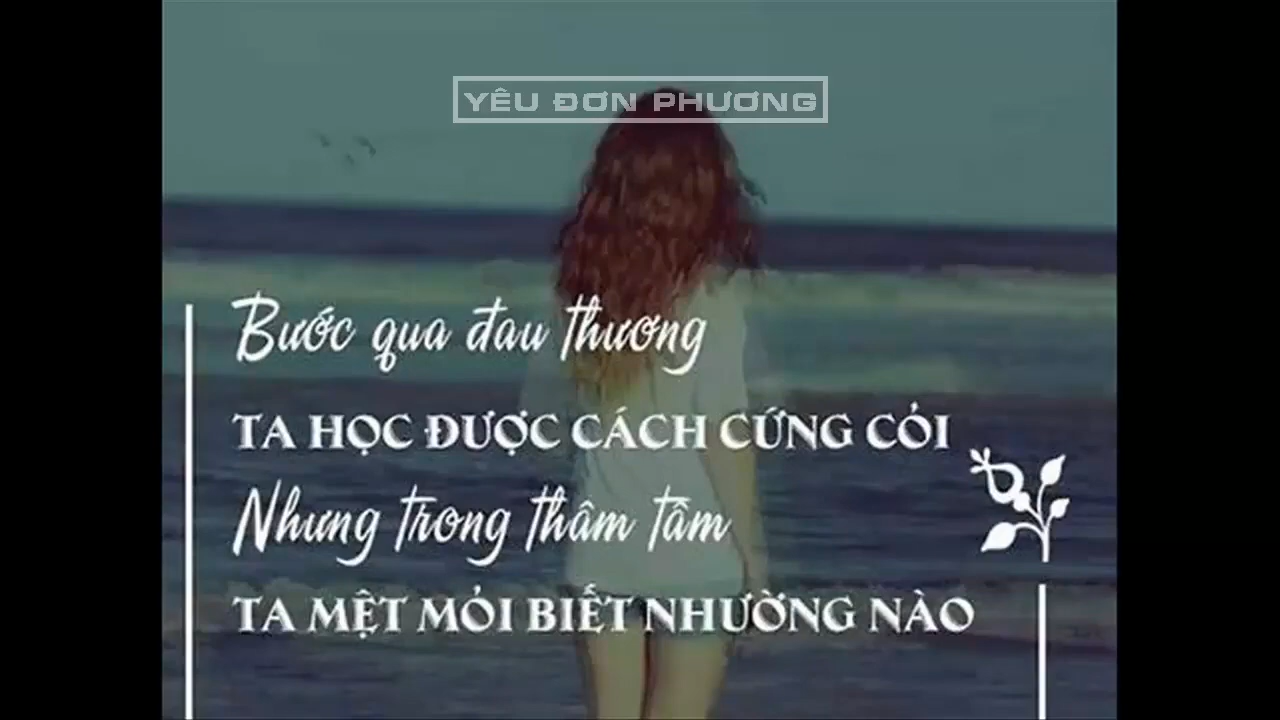 YÊU ĐƠN PHƯƠNG
Bước qua đau thương
TA HỌC ĐƯỢC CÁCH CỨNG CỎI
Nhưng trong thâm tâm
TA MỆT MỎI BIẾT NHƯỜNG NÀO